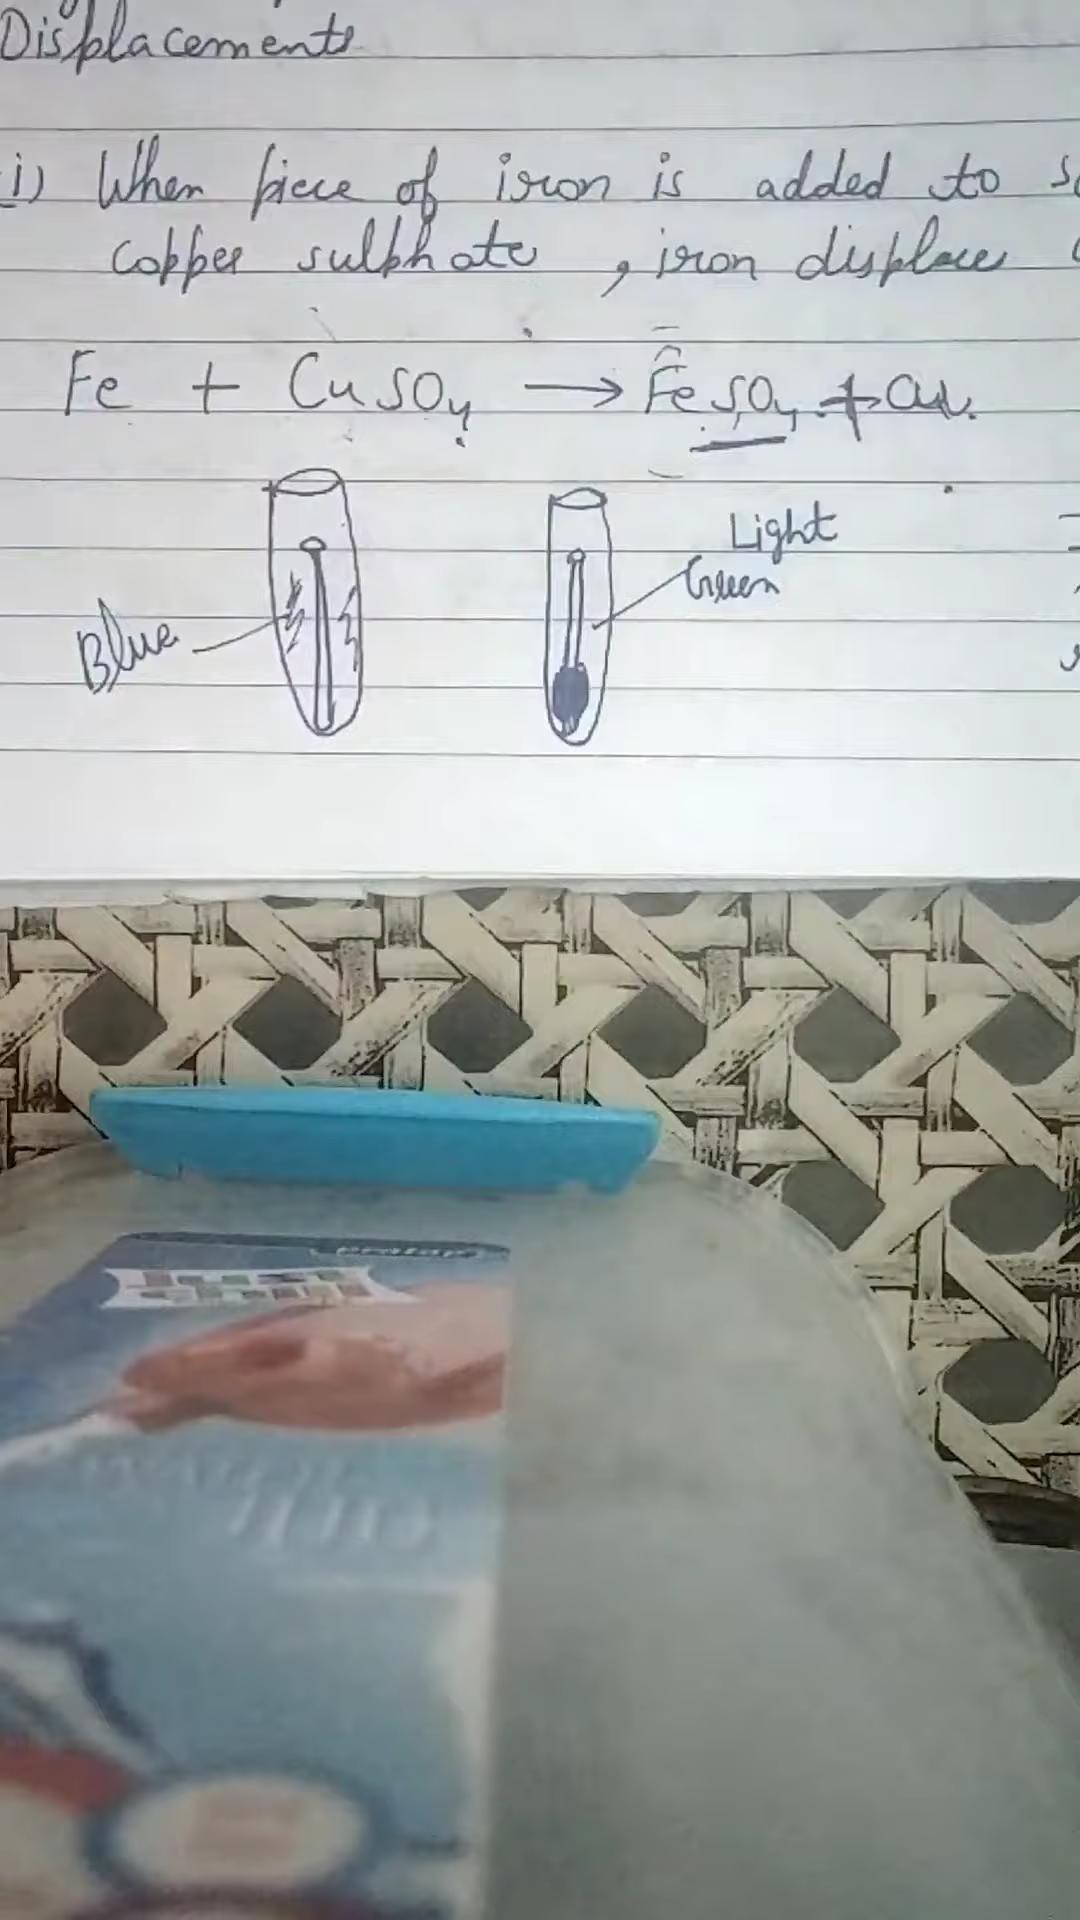 Displacements
i) When piece of iron is added to
copper sulphate , iron displace
Fe + CuSO4 → FeSO4 + Cu.
Light
Green
Blue